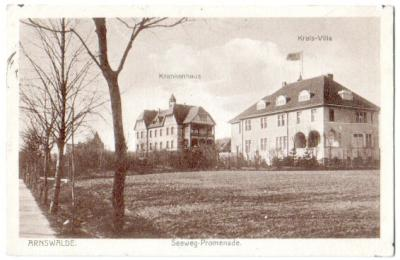 Kreis-Villa
Krankenhaus
ARNSWALDE.
Seeweg-Promenade.